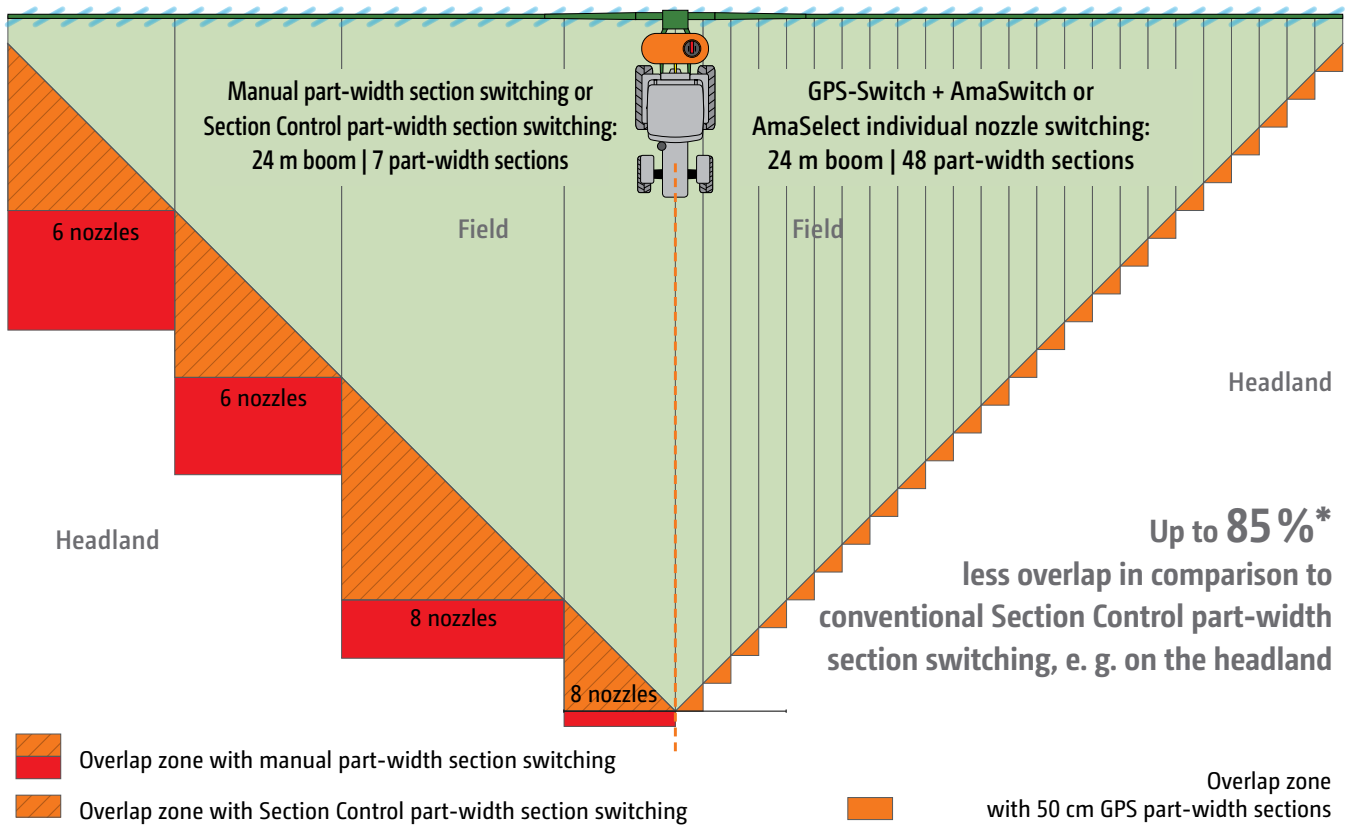 Manual part-width section switching or
Section Control part-width section switching:
24 m boom | 7 part-width sections
GPS-Switch + AmaSwitch or
AmaSelect individual nozzle switching:
24 m boom | 48 part-width sections
Field
Field
6 nozzles
6 nozzles
8 nozzles
8 nozzles
Headland
Headland
Up to 85 %*
less overlap in comparison to
conventional Section Control part-width
section switching, e. g. on the headland
Overlap zone with manual part-width section switching
Overlap zone with Section Control part-width section switching
Overlap zone
with 50 cm GPS part-width sections